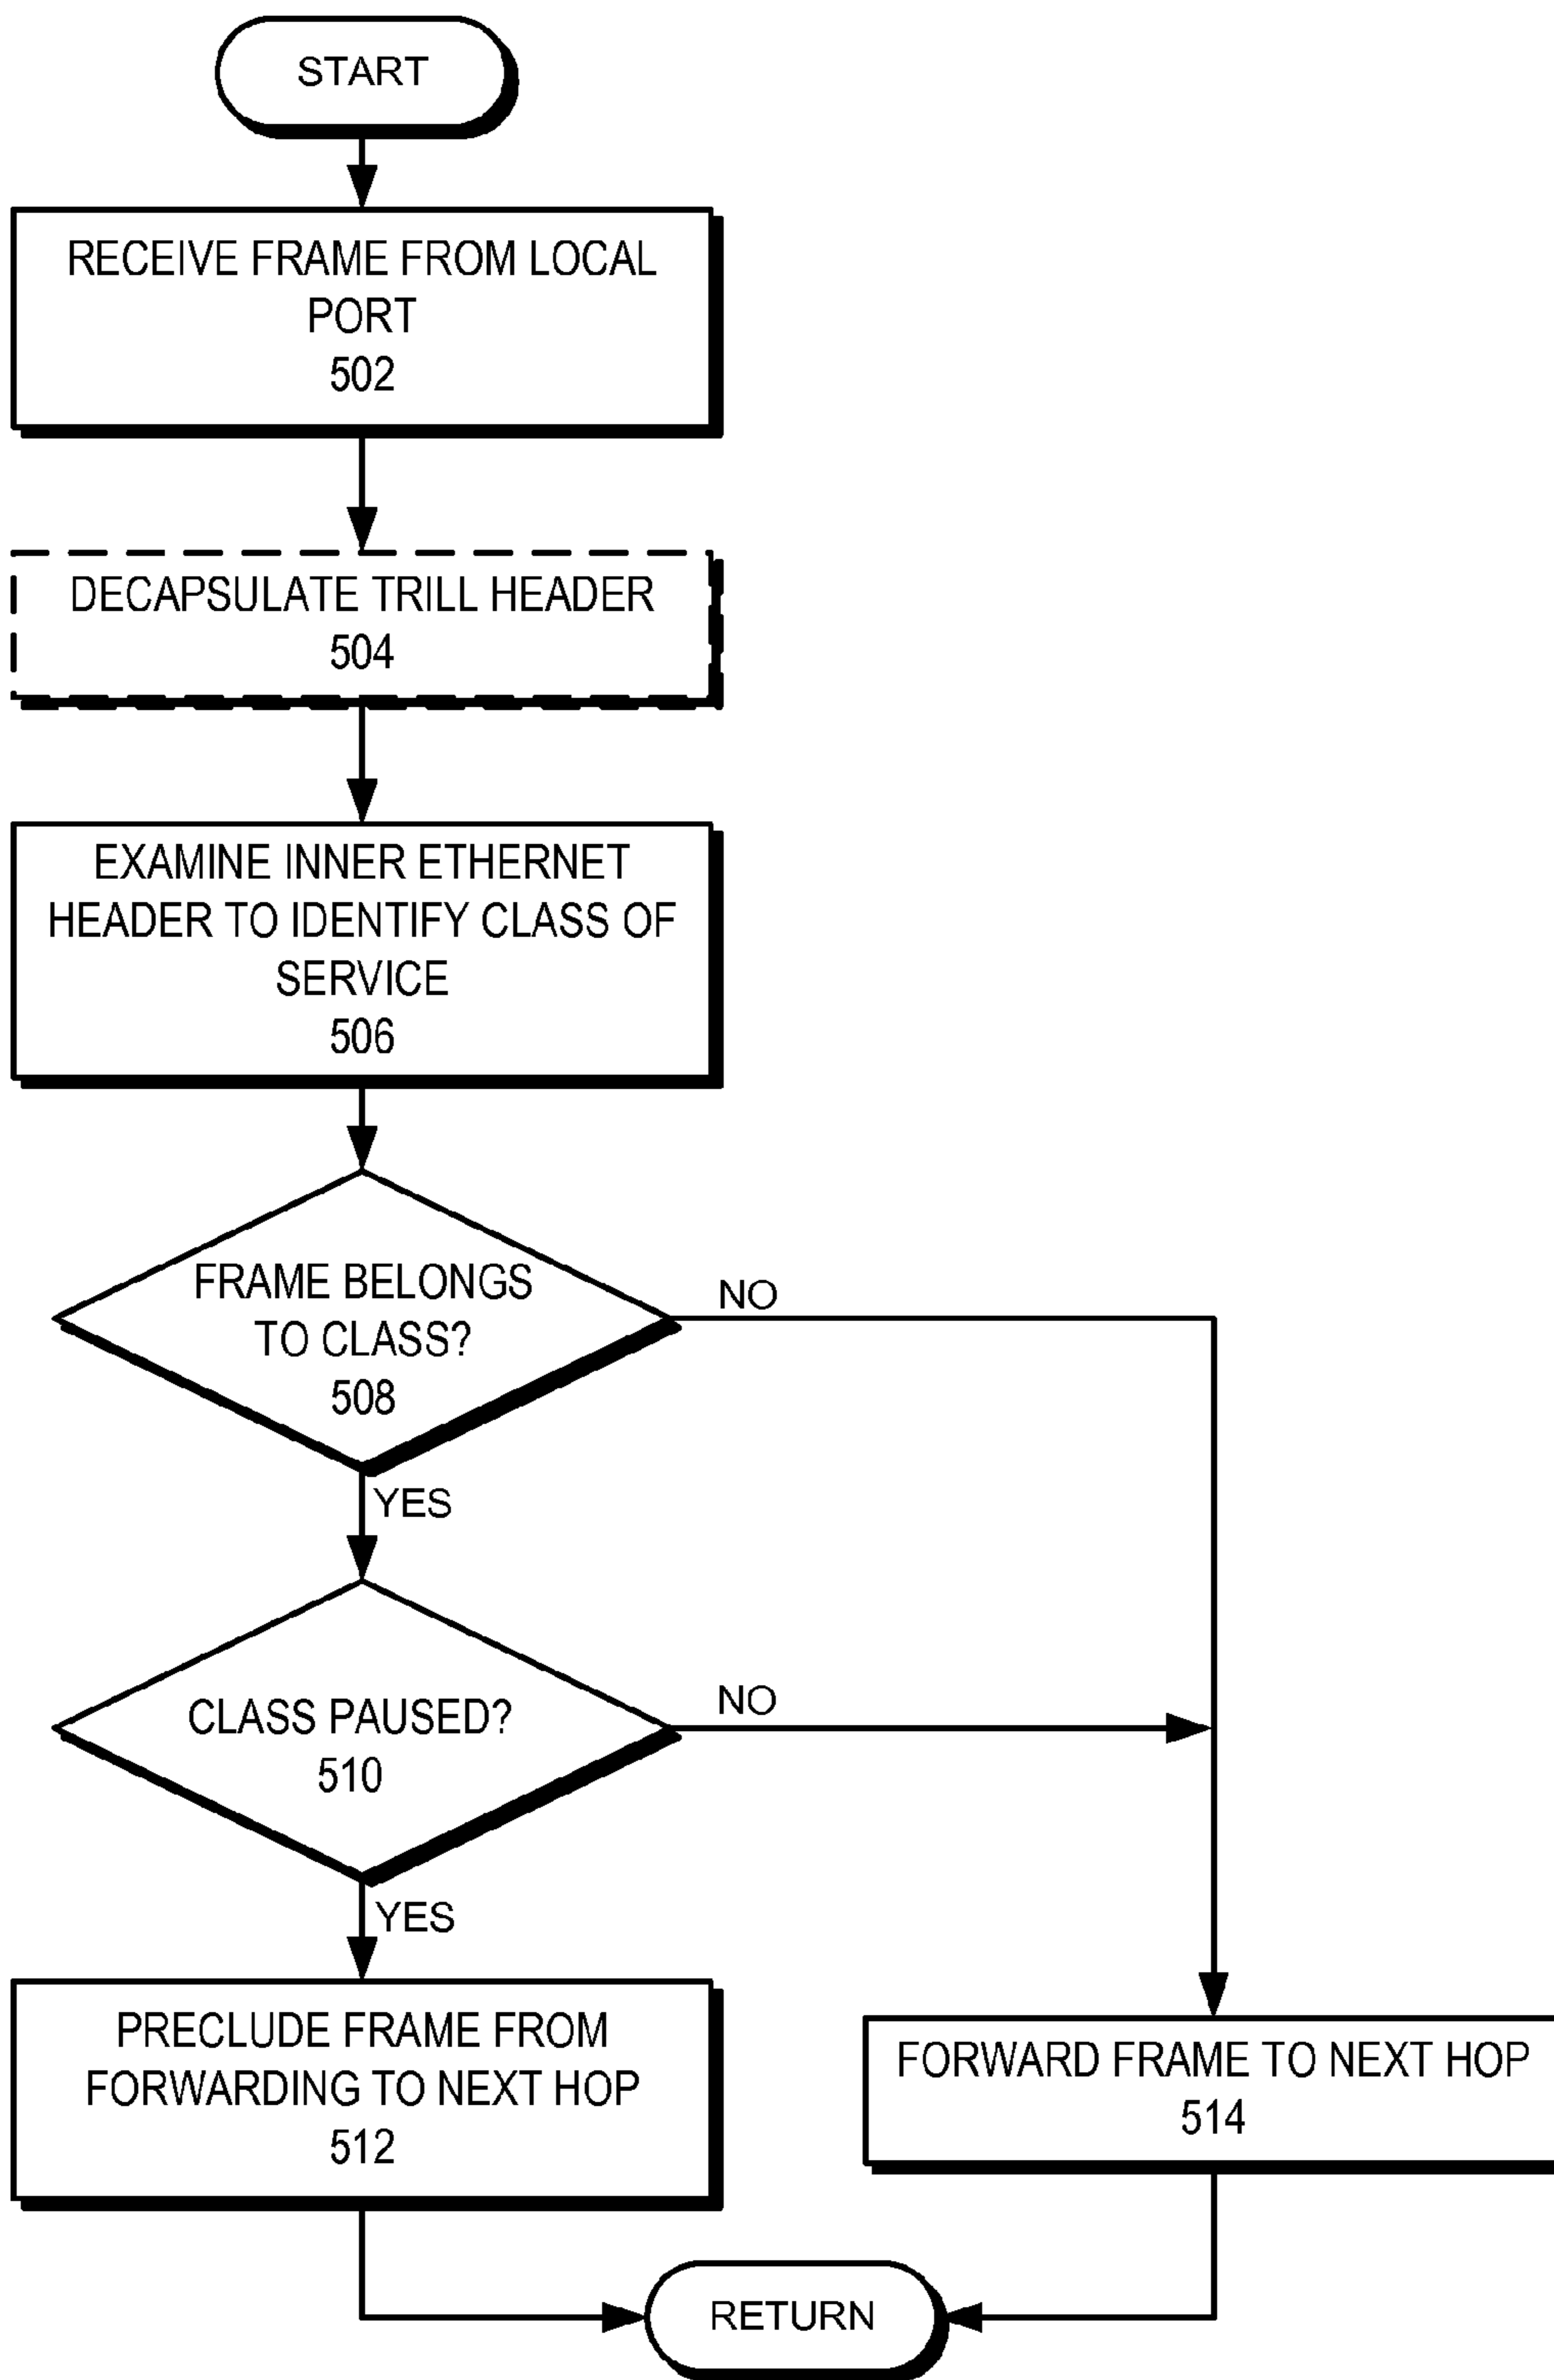 START
RECEIVE FRAME FROM LOCAL
PORT
502
DECAPSULATE TRILL HEADER
504
EXAMINE INNER ETHERNET
HEADER TO IDENTIFY CLASS OF
SERVICE
506
FRAME BELONGS
TO CLASS?
508
NO
YES
CLASS PAUSED?
510
NO
YES
PRECLUDE FRAME FROM
FORWARDING TO NEXT HOP
512
FORWARD FRAME TO NEXT HOP
514
RETURN